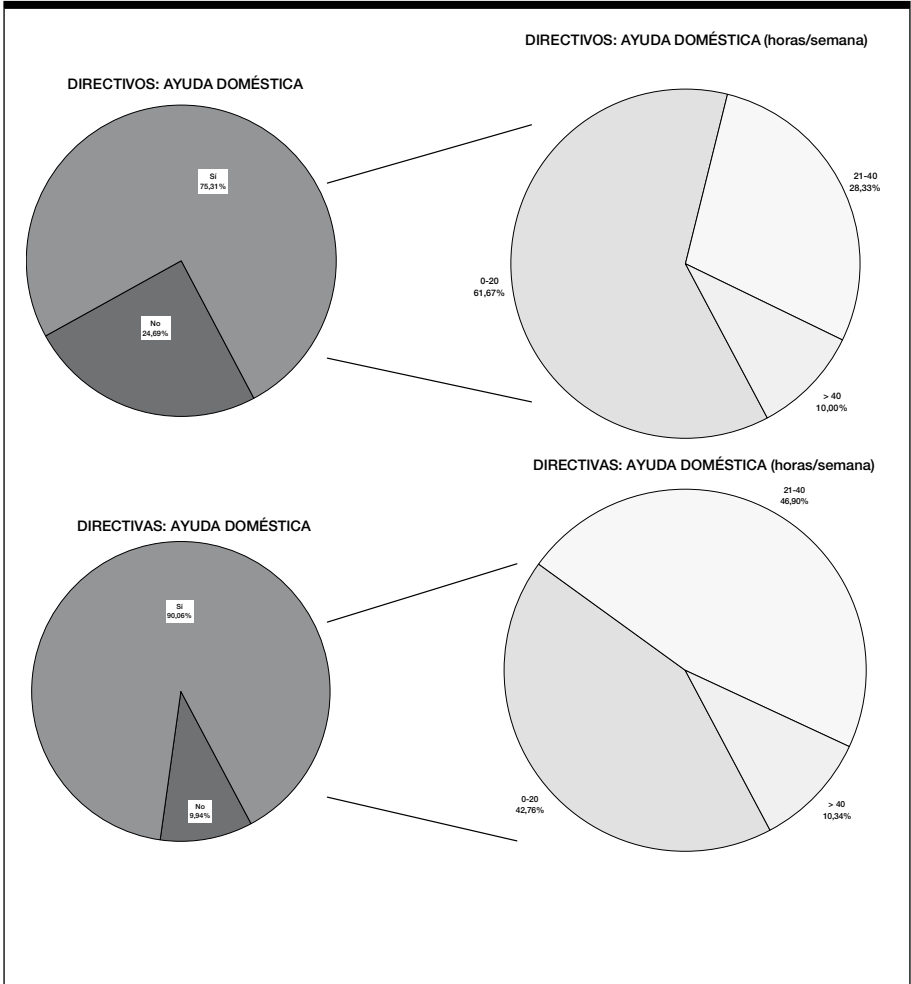 DIRECTIVOS: AYUDA DOMÉSTICA (horas/semana)
DIRECTIVOS: AYUDA DOMÉSTICA
Sí
75,31%
No
24,69%
21-40
28,33%
0-20
61,67%
> 40
10,00%
DIRECTIVAS: AYUDA DOMÉSTICA (horas/semana)
DIRECTIVAS: AYUDA DOMÉSTICA
Sí
90,06%
No
9,94%
21-40
46,90%
0-20
42,76%
> 40
10,34%